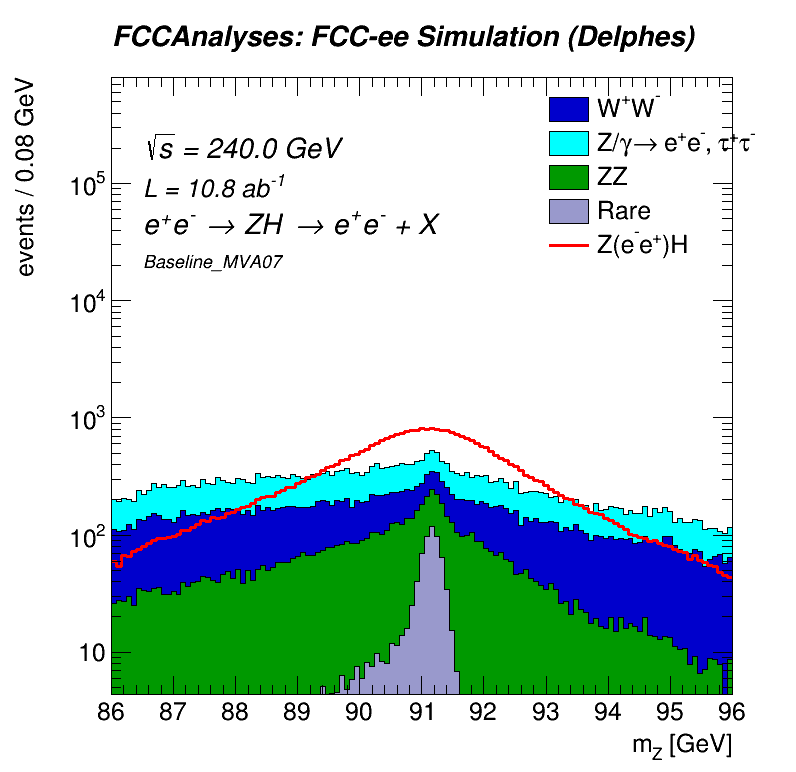 FCCAnalyses: FCC-ee Simulation (Delphes)
events / 0.08 GeV
√s = 240.0 GeV
L = 10.8 ab⁻¹
e⁺e⁻ → ZH → e⁺e⁻ + X
Baseline_MVA07
W⁺W⁻
Z/γ→ e⁺e⁻, τ⁺τ⁻
ZZ
Rare
Z(e⁻e⁺)H
10⁵
10⁴
10³
10²
10
86 87 88 89 90 91 92 93 94 95 96
m_Z [GeV]